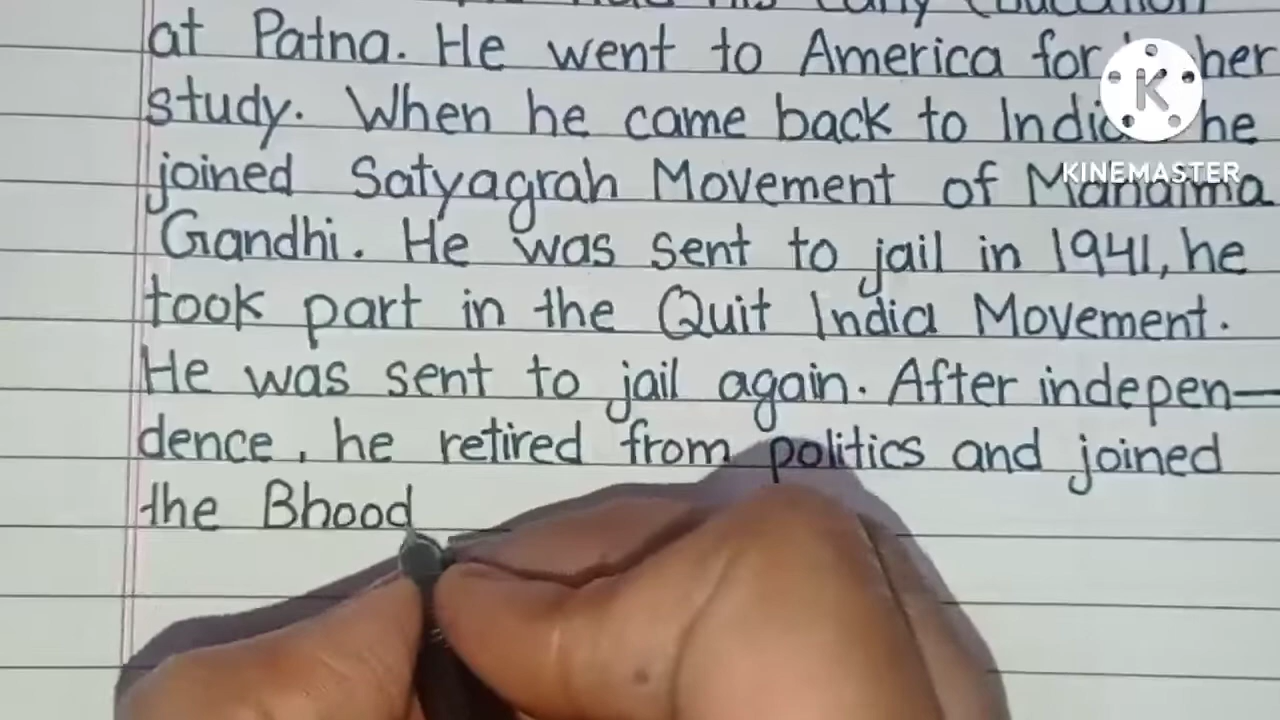 at Patna. He went to America for her
study. When he came back to India he
joined Satyagrah Movement of Mahatma
Gandhi. He was sent to jail in 1941, he
took part in the Quit India Movement.
He was sent to jail again. After indepen-
dence, he retired from politics and joined
the Bhood
K
KINEMASTER